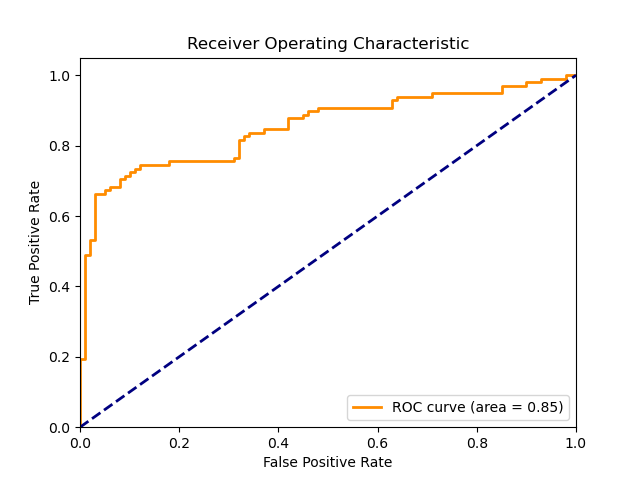 Receiver Operating Characteristic
1.0
0.8
0.6
0.4
0.2
0.0
True Positive Rate
ROC curve (area = 0.85)
0.0 0.2 0.4 0.6 0.8 1.0
False Positive Rate